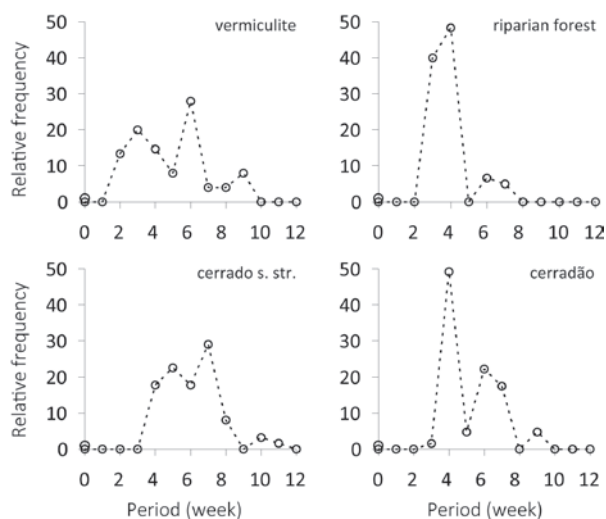 vermiculite
riparian forest
Relative frequency
50
40
30
20
10
0
0 2 4 6 8 10 12
50
40
30
20
10
0
0 2 4 6 8 10 12
cerrado s. str.
cerradão
Relative frequency
50
40
30
20
10
0
0 2 4 6 8 10 12
Period (week)
50
40
30
20
10
0
0 2 4 6 8 10 12
Period (week)